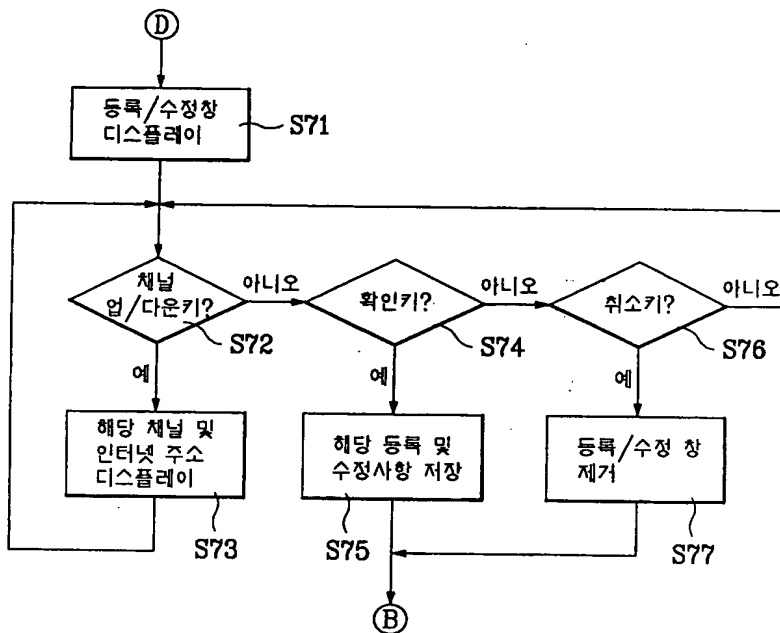 D
등록/수정창
디스플레이
S71
채널
업/다운키?
S72
아니오
예
확인키?
S74
아니오
예
취소키?
S76
아니오
예
해당 채널 및
인터넷 주소
디스플레이
S73
해당 등록 및
수정사항 저장
S75
등록/수정 창
제거
S77
B